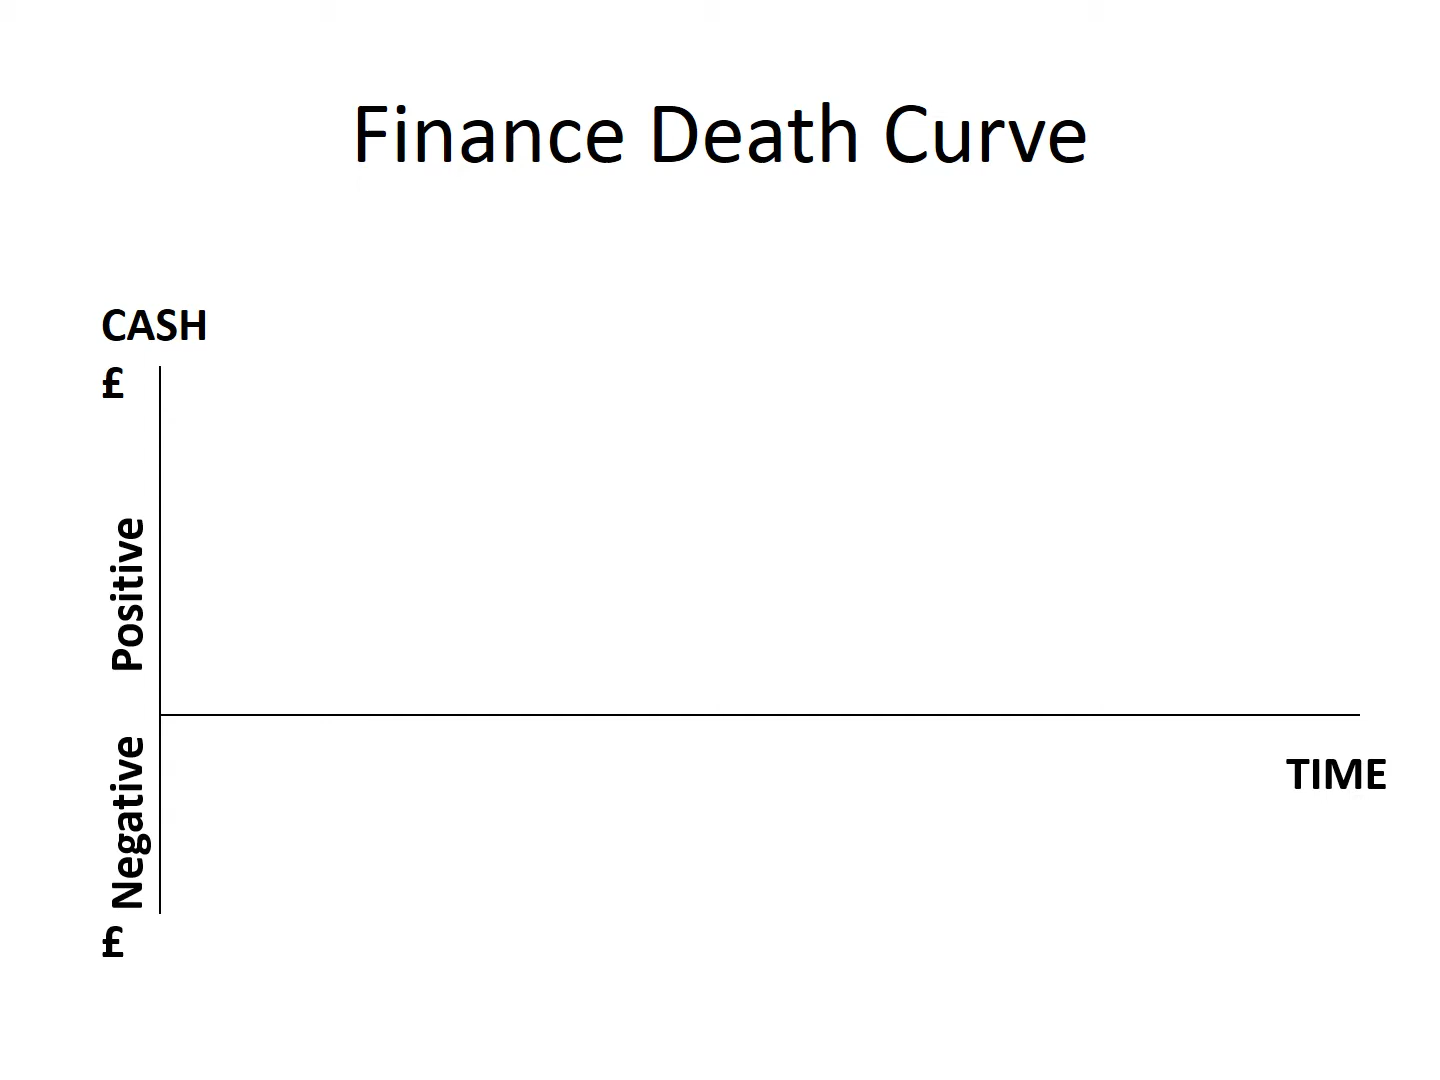 Finance Death Curve
CASH
£
Positive
Negative
TIME
£